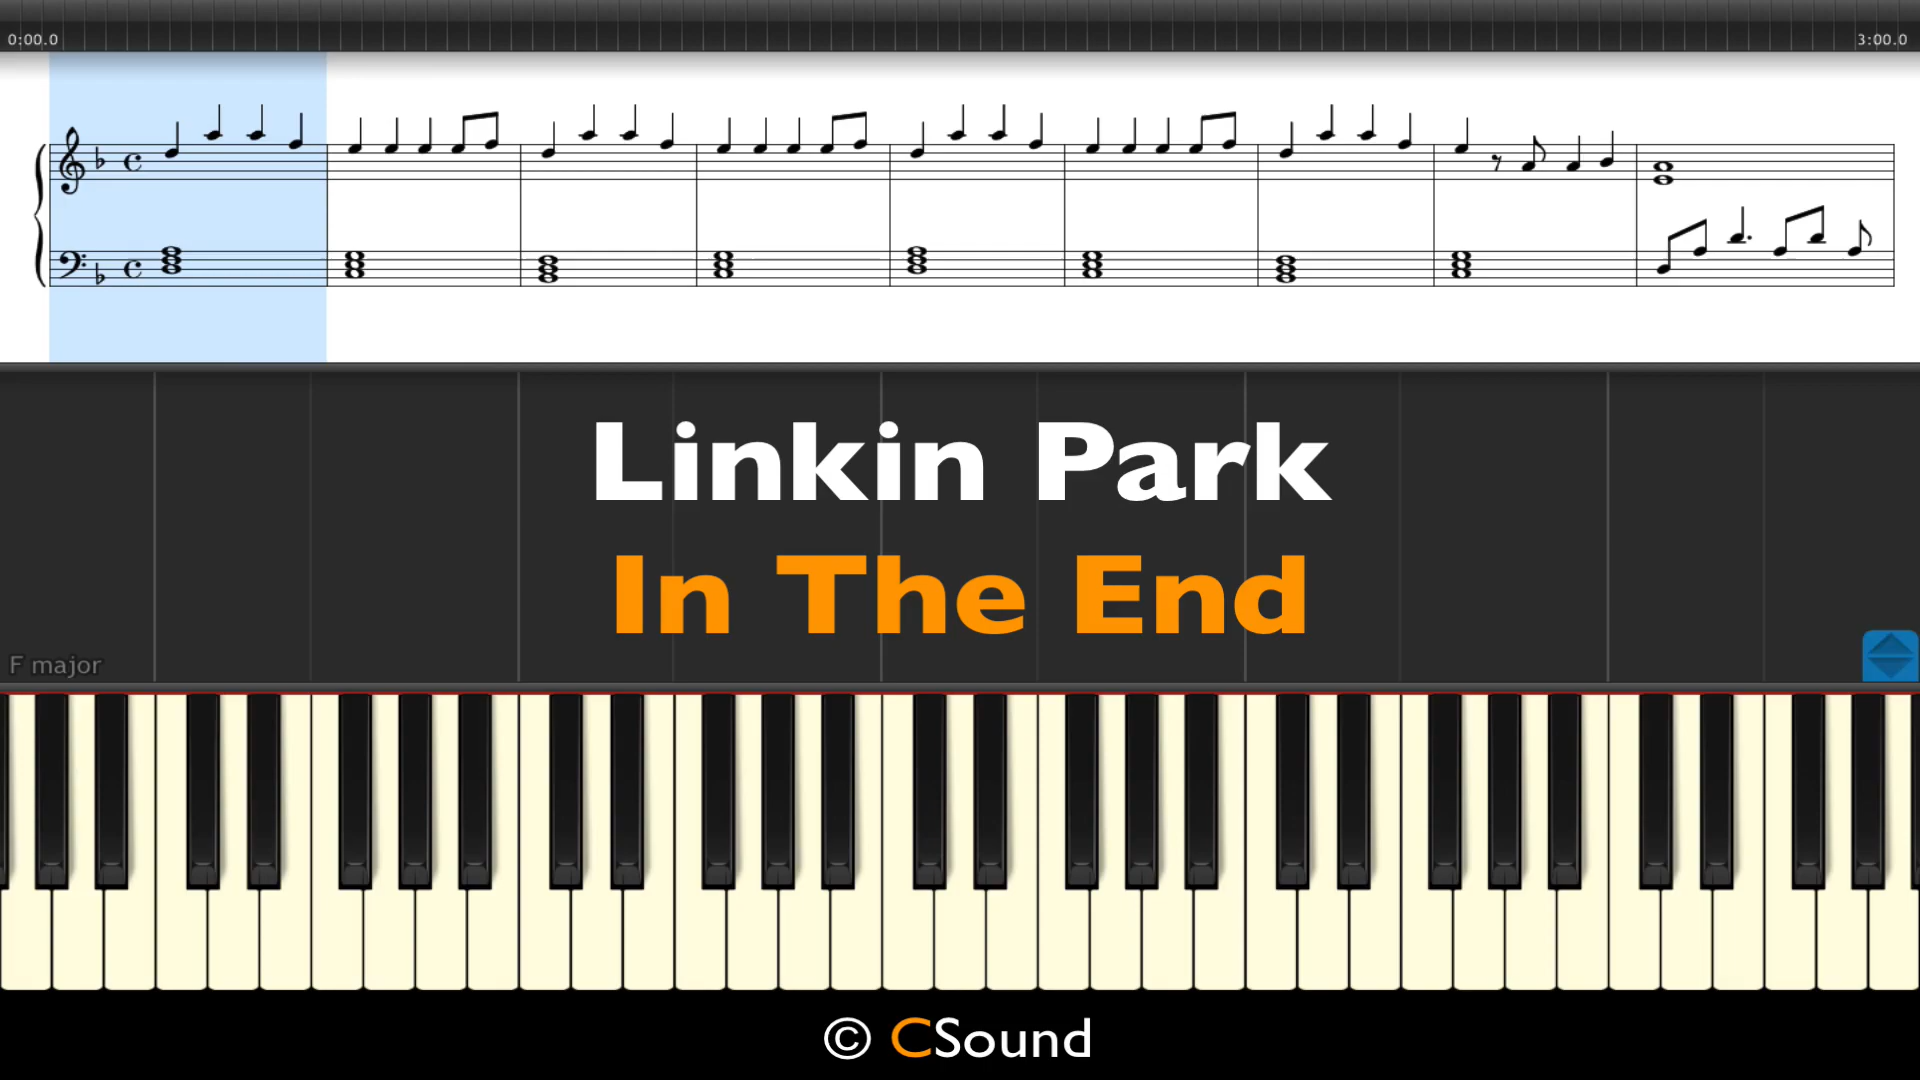 0:00.0 3:00.0
Linkin Park
In The End
F major
© CSound